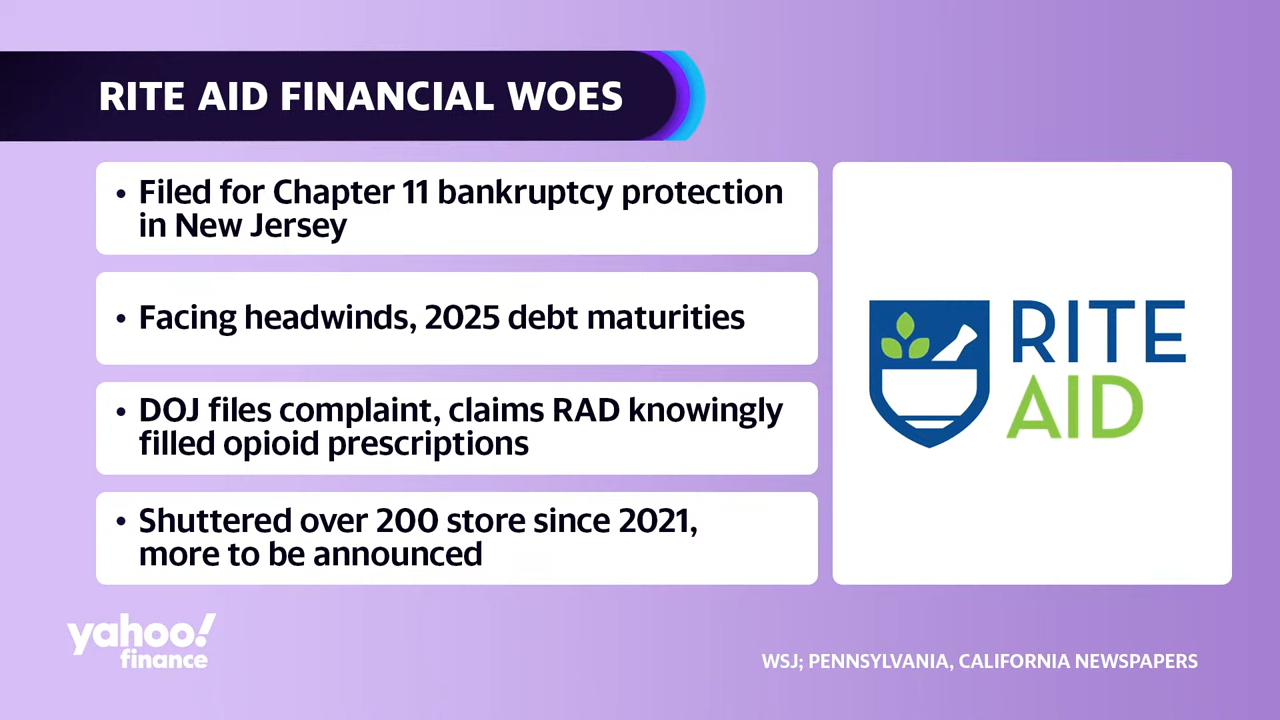 RITE AID FINANCIAL WOES
• Filed for Chapter 11 bankruptcy protection
in New Jersey
• Facing headwinds, 2025 debt maturities
• DOJ files complaint, claims RAD knowingly
filled opioid prescriptions
• Shuttered over 200 store since 2021,
more to be announced
RITE
AID
yahoo!
finance
WSJ; PENNSYLVANIA, CALIFORNIA NEWSPAPERS